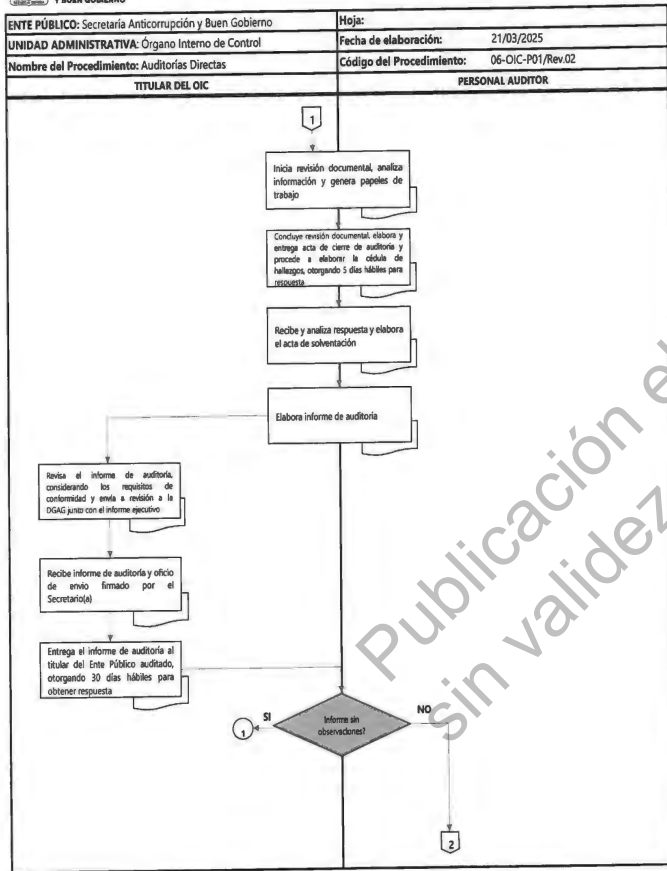 Y BUEN GOBIERNO
ENTE PÚBLICO: Secretaría Anticorrupción y Buen Gobierno
Hoja:
UNIDAD ADMINISTRATIVA: Órgano Interno de Control
Fecha de elaboración: 21/03/2025
Nombre del Procedimiento: Auditorías Directas
Código del Procedimiento: 06-OIC-P01/Rev.02
TITULAR DEL OIC
PERSONAL AUDITOR
1
Inicia revisión documental, analiza
información y genera papeles de
trabajo
Concluye revisión documental, elabora y
entrega acta de cierre de auditoría y
procede a elaborar la cédula de
hallazgos, otorgando 5 días hábiles para
respuesta
Recibe y analiza respuesta y elabora
el acta de solventación
Elabora informe de auditoría
Revisa el informe de auditoría,
considerando los requisitos de
conformidad y envía a revisión a la
DGAG junto con el informe ejecutivo
Recibe informe de auditoría y oficio
de envío firmado por el
Secretario(a)
Entrega el informe de auditoría al
titular del Ente Público auditado,
otorgando 30 días hábiles para
obtener respuesta
Informe sin
observaciones?
SI
1
NO
2
Publicación el
sin validez